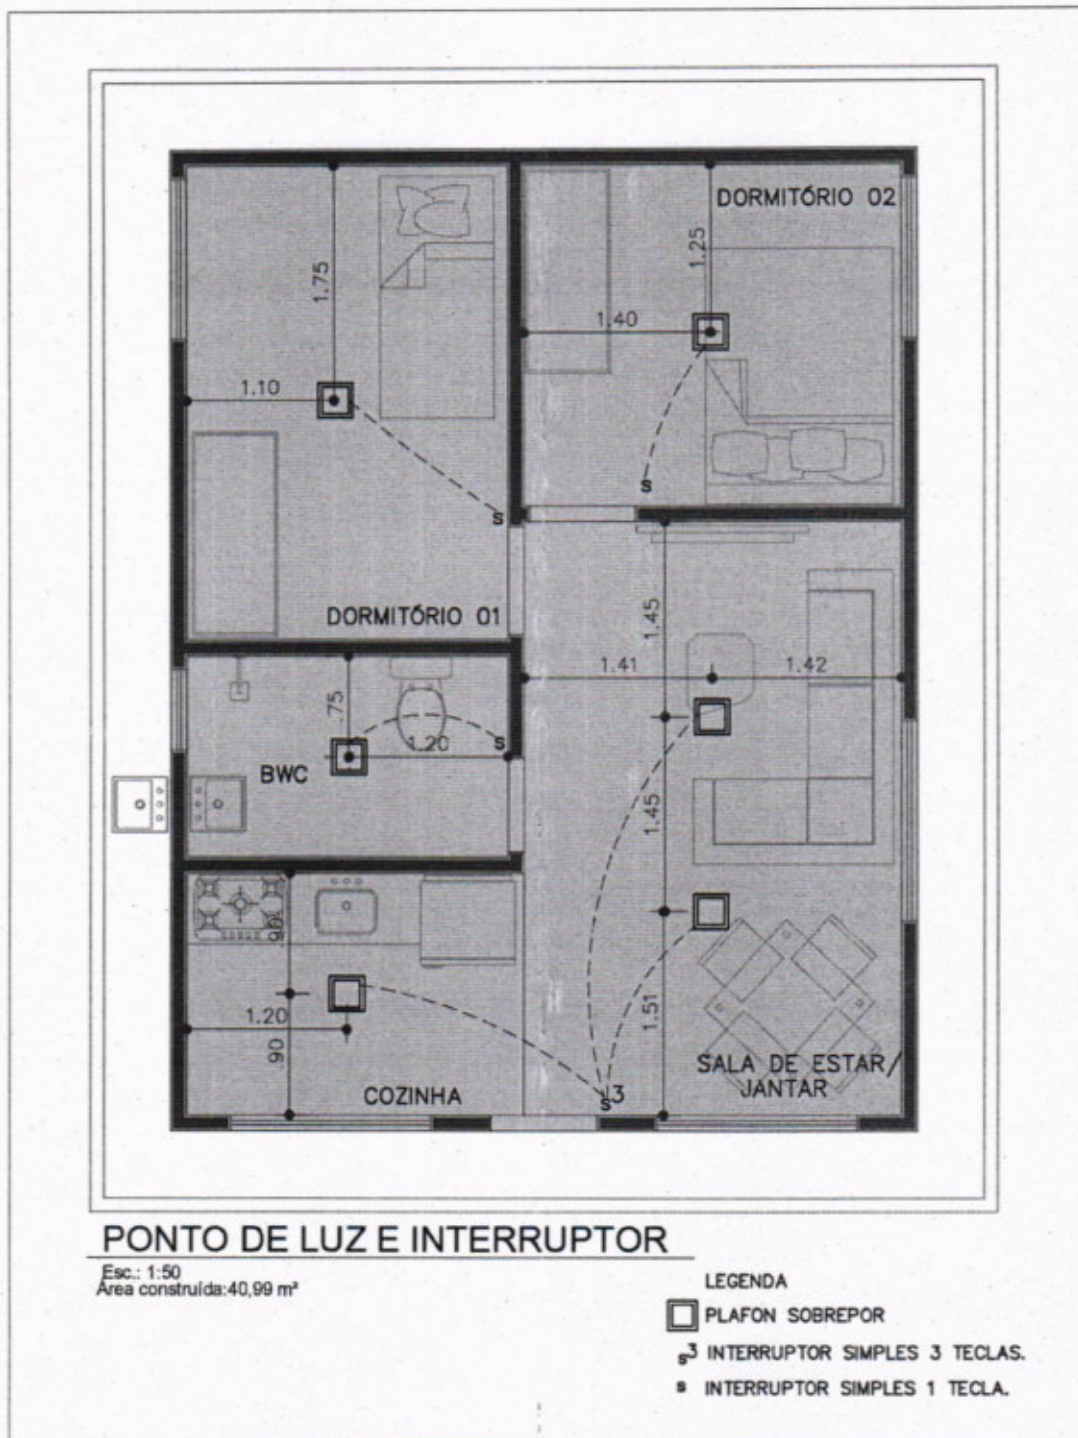 DORMITÓRIO 02
1.75
1.25
1.40
1.10
S
S
DORMITÓRIO 01
1.45
1.41
1.42
.75
S
1.20
BWC
1.45
.90
1.20
.90
1.51
SALA DE ESTAR/
JANTAR
COZINHA
S3
PONTO DE LUZ E INTERRUPTOR
Esc.: 1:50
Área construída:40,99 m²
LEGENDA
PLAFON SOBREPOR
S3 INTERRUPTOR SIMPLES 3 TECLAS.
S INTERRUPTOR SIMPLES 1 TECLA.